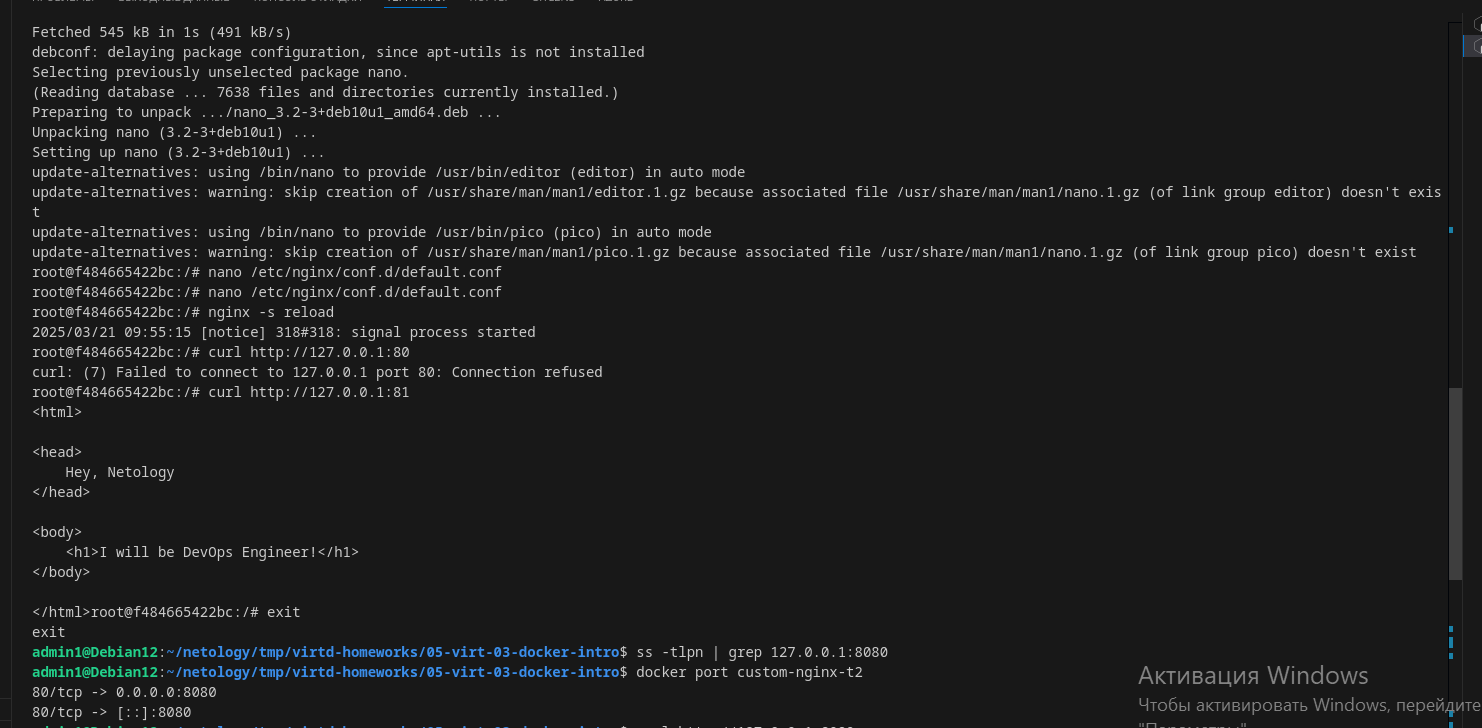 Fetched 545 kB in 1s (491 kB/s)
debconf: delaying package configuration, since apt-utils is not installed
Selecting previously unselected package nano.
(Reading database ... 7638 files and directories currently installed.)
Preparing to unpack .../nano_3.2-3+deb10u1_amd64.deb ...
Unpacking nano (3.2-3+deb10u1) ...
Setting up nano (3.2-3+deb10u1) ...
update-alternatives: using /bin/nano to provide /usr/bin/editor (editor) in auto mode
update-alternatives: warning: skip creation of /usr/share/man/man1/editor.1.gz because associated file /usr/share/man/man1/nano.1.gz (of link group editor) doesn't exis
t
update-alternatives: using /bin/nano to provide /usr/bin/pico (pico) in auto mode
update-alternatives: warning: skip creation of /usr/share/man/man1/pico.1.gz because associated file /usr/share/man/man1/nano.1.gz (of link group pico) doesn't exist
root@f484665422bc:/# nano /etc/nginx/conf.d/default.conf
root@f484665422bc:/# nano /etc/nginx/conf.d/default.conf
root@f484665422bc:/# nginx -s reload
2025/03/21 09:55:15 [notice] 318#318: signal process started
root@f484665422bc:/# curl http://127.0.0.1:80
curl: (7) Failed to connect to 127.0.0.1 port 80: Connection refused
root@f484665422bc:/# curl http://127.0.0.1:81
<html>
<head>
Hey, Netology
</head>
<body>
<h1>I will be DevOps Engineer!</h1>
</body>
</html>root@f484665422bc:/# exit
exit
admin1@Debian12:~/netology/tmp/virtd-homeworks/05-virt-03-docker-intro$ ss -tlpn | grep 127.0.0.1:8080
admin1@Debian12:~/netology/tmp/virtd-homeworks/05-virt-03-docker-intro$ docker port custom-nginx-t2
80/tcp -> 0.0.0.0:8080
80/tcp -> [::]:8080
Активация Windows
Чтобы активировать Windows, перейдите